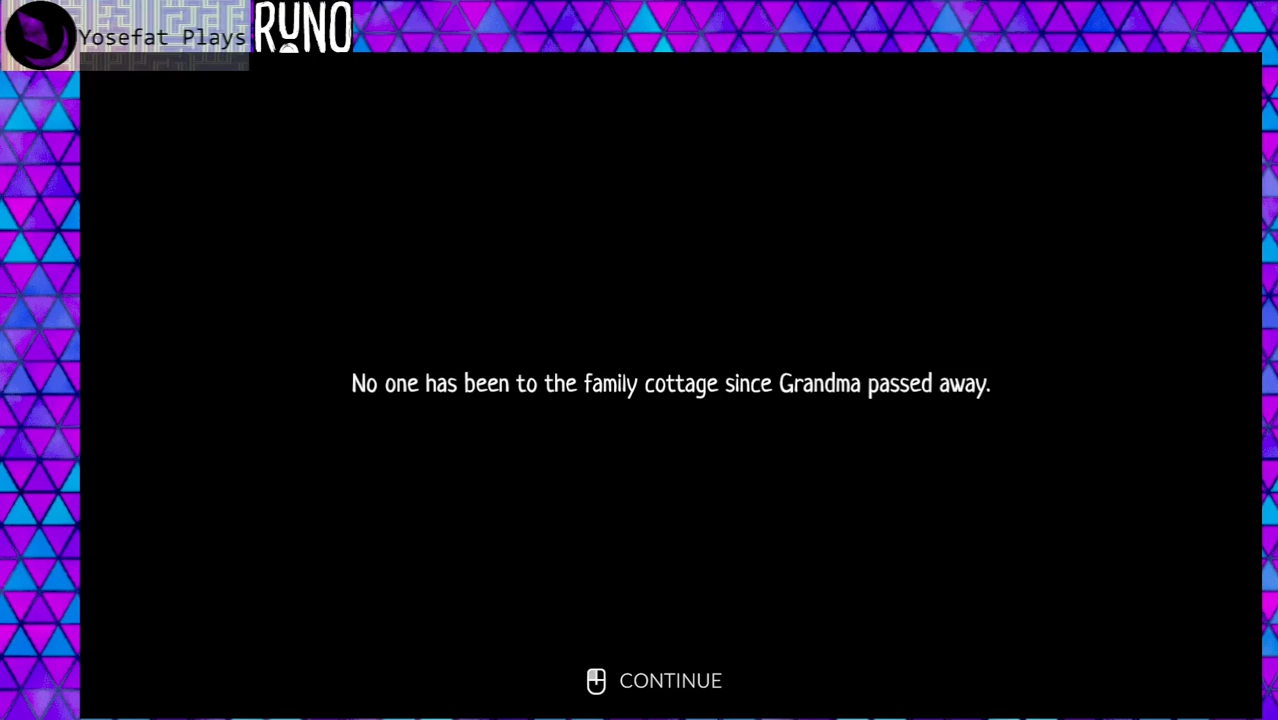 Yosefat Plays
RUNO
No one has been to the family cottage since Grandma passed away.
CONTINUE